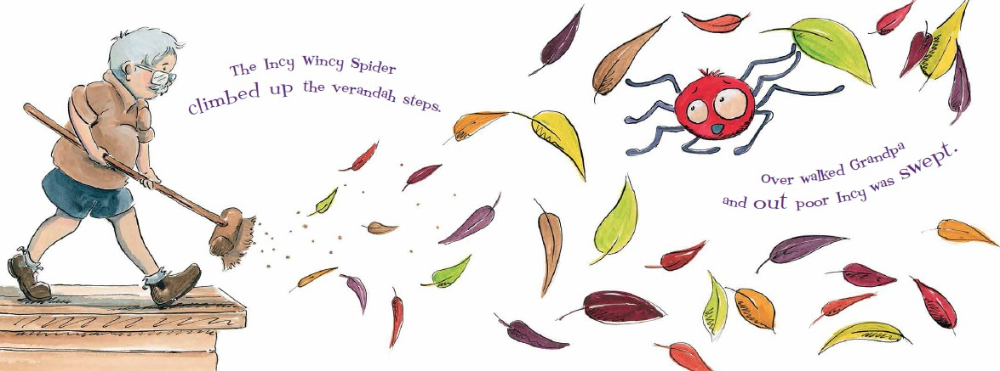 The Incy Wincy Spider
climbed up the verandah steps.
Over walked Grandpa
and out poor Incy was swept.